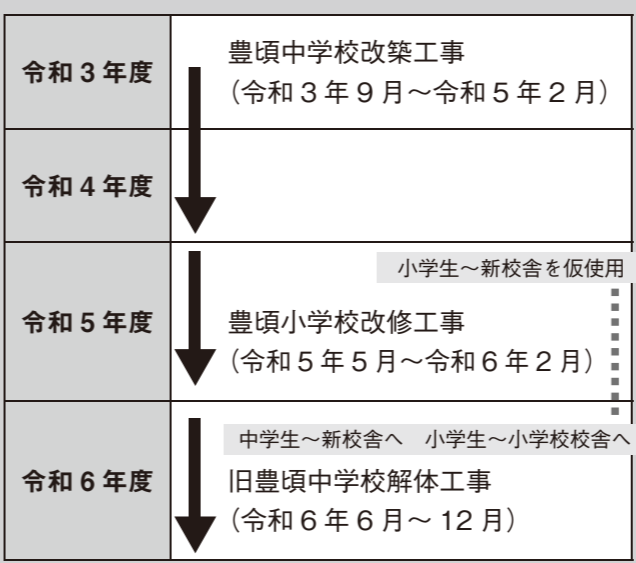 令和3年度
豊頃中学校改築工事
（令和3年9月～令和5年2月）
令和4年度
小学生～新校舎を仮使用
令和5年度
豊頃小学校改修工事
（令和5年5月～令和6年2月）
中学生～新校舎へ　小学生～小学校校舎へ
令和6年度
旧豊頃中学校解体工事
（令和6年6月～12月）